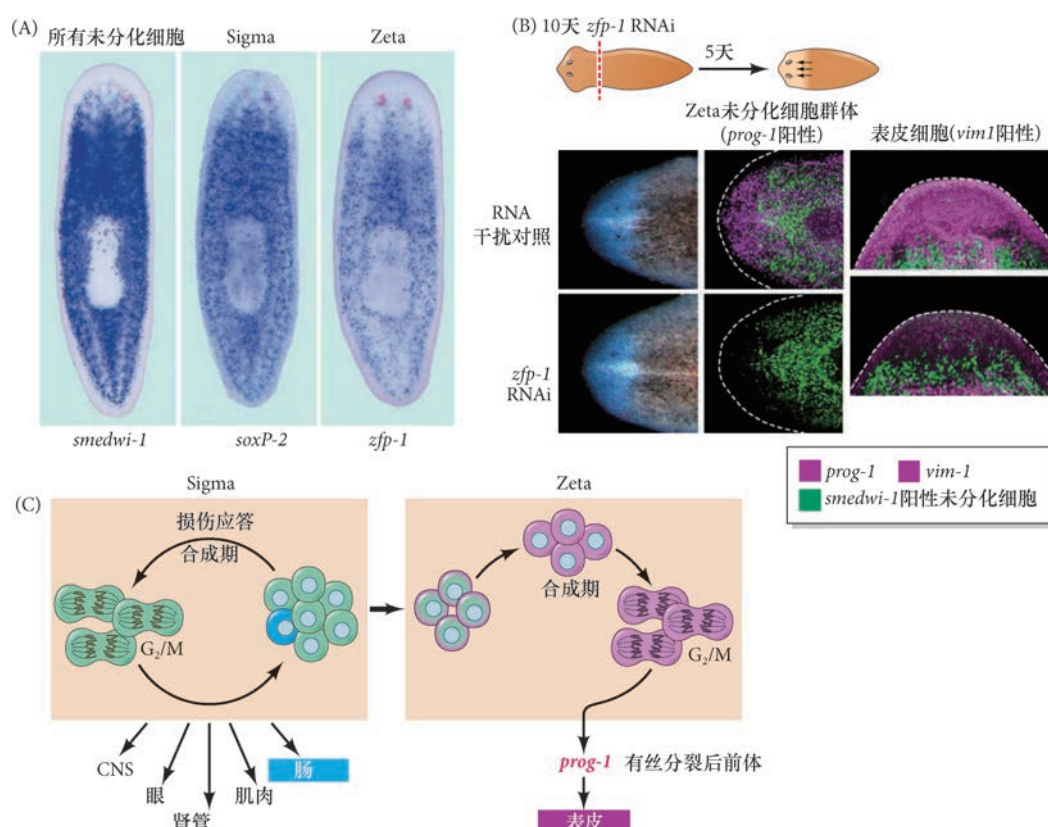 (A)
所有未分化细胞 Sigma Zeta
smedwi-1 soxP-2 zfp-1
(B) 10天 zfp-1 RNAi
5天
Zeta未分化细胞群体
(prog-1阳性)
表皮细胞(vim1阳性)
RNA
干扰对照
zfp-1
RNAi
prog-1 vim-1
smedwi-1阳性未分化细胞
(C)
Sigma
损伤应答
合成期
G₂/M
CNS
眼
肾管
肌肉
肠
Zeta
合成期
G₂/M
prog-1 有丝分裂后前体
表皮